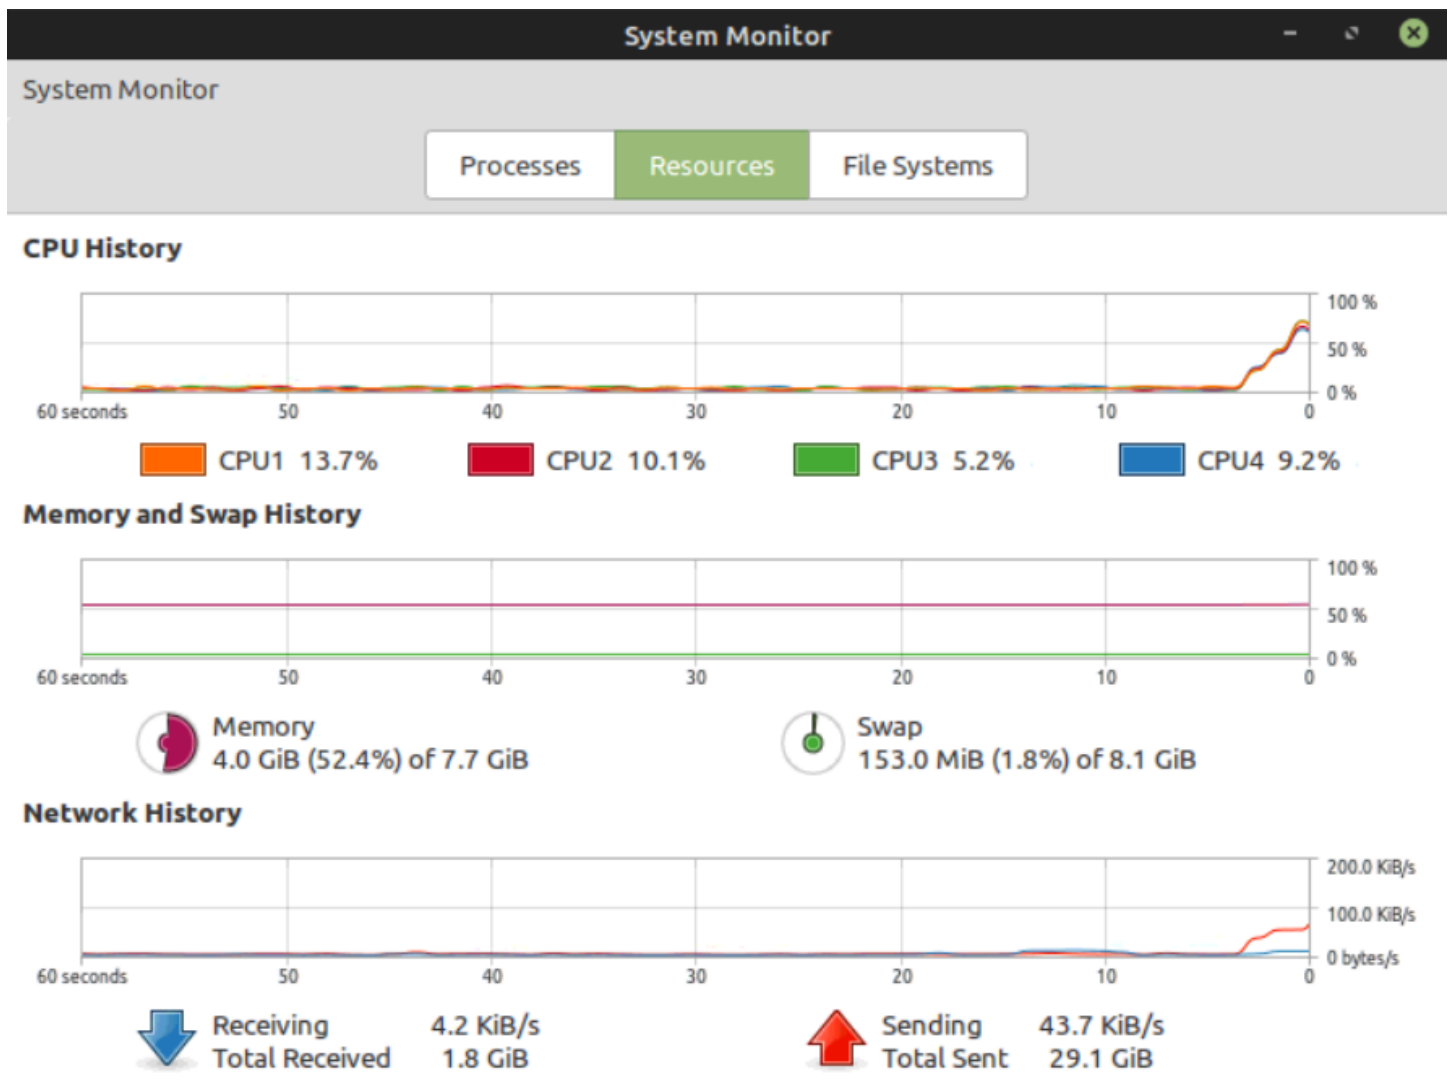 System Monitor
System Monitor
Processes Resources File Systems
CPU History
100 %
50 %
0 %
60 seconds 50 40 30 20 10 0
CPU1 13.7% CPU2 10.1% CPU3 5.2% CPU4 9.2%
Memory and Swap History
100 %
50 %
0 %
60 seconds 50 40 30 20 10 0
Memory
4.0 GiB (52.4%) of 7.7 GiB
Swap
153.0 MiB (1.8%) of 8.1 GiB
Network History
200.0 KiB/s
100.0 KiB/s
0 bytes/s
60 seconds 50 40 30 20 10 0
Receiving 4.2 KiB/s
Total Received 1.8 GiB
Sending 43.7 KiB/s
Total Sent 29.1 GiB